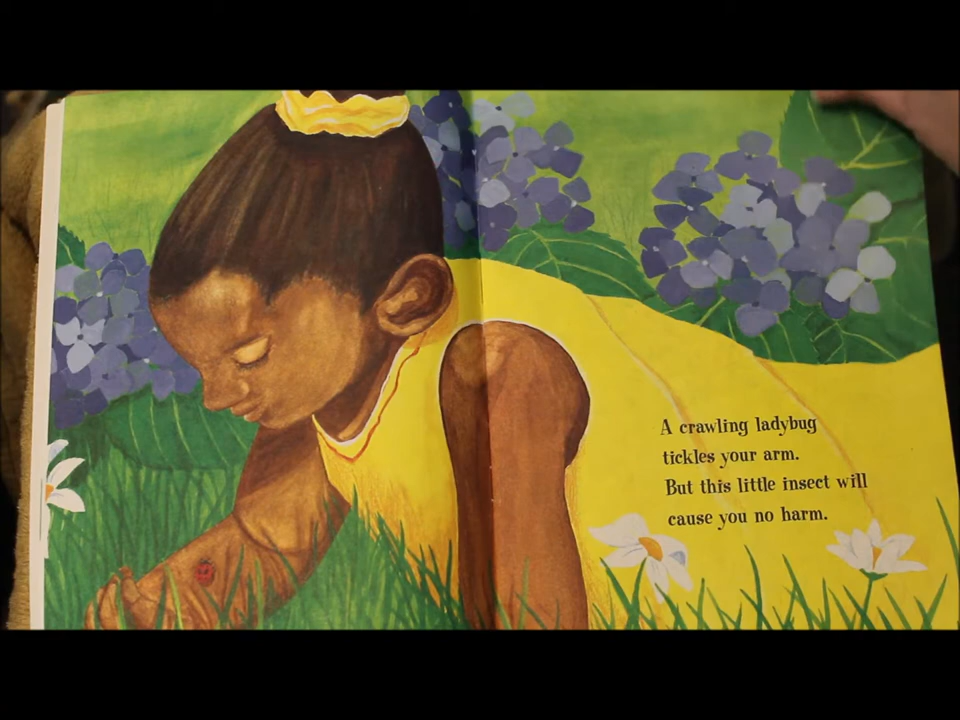 A crawling ladybug
tickles your arm.
But this little insect will
cause you no harm.